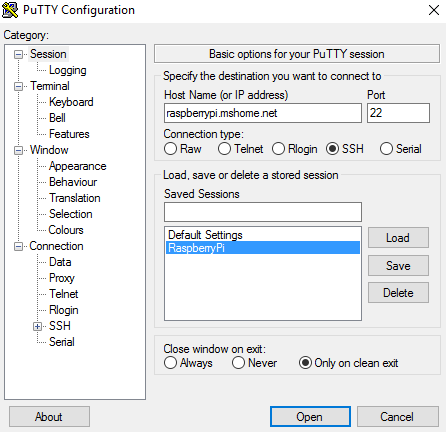 PuTTY Configuration
Category:
Session
Logging
Terminal
Keyboard
Bell
Features
Window
Appearance
Behaviour
Translation
Selection
Colours
Connection
Data
Proxy
Telnet
Rlogin
SSH
Serial
Basic options for your PuTTY session
Specify the destination you want to connect to
Host Name (or IP address) Port
raspberrypi.mshome.net 22
Connection type:
Raw Telnet Rlogin SSH Serial
Load, save or delete a stored session
Saved Sessions
Default Settings
RaspberryPi
Load
Save
Delete
Close window on exit:
Always Never Only on clean exit
About Open Cancel